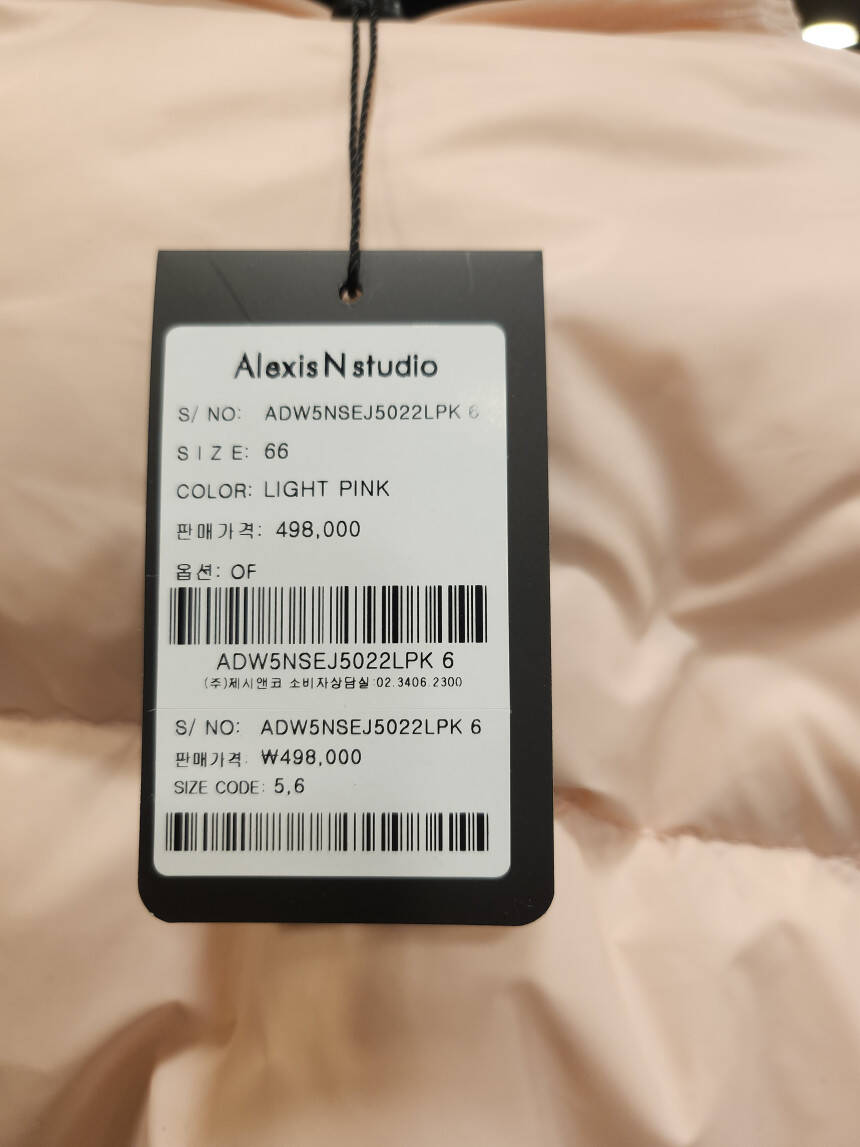 Alexis N studio
S/ NO: ADW5NSEJ5022LPK 6
SIZE: 66
COLOR: LIGHT PINK
판매가격: 498,000
옵션: OF
ADW5NSEJ5022LPK 6
(주)제시앤코 소비자상담실:02.3406.2300
S/ NO: ADW5NSEJ5022LPK 6
판매가격: ₩498,000
SIZE CODE: 5,6